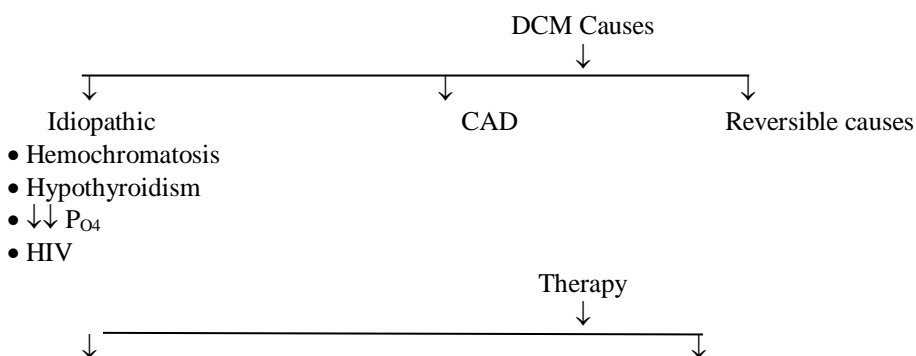 DCM Causes
↓
↓ ↓ ↓
Idiopathic CAD Reversible causes
• Hemochromatosis
• Hypothyroidism
• ↓↓ PO4
• HIV
Therapy
↓
↓ ↓